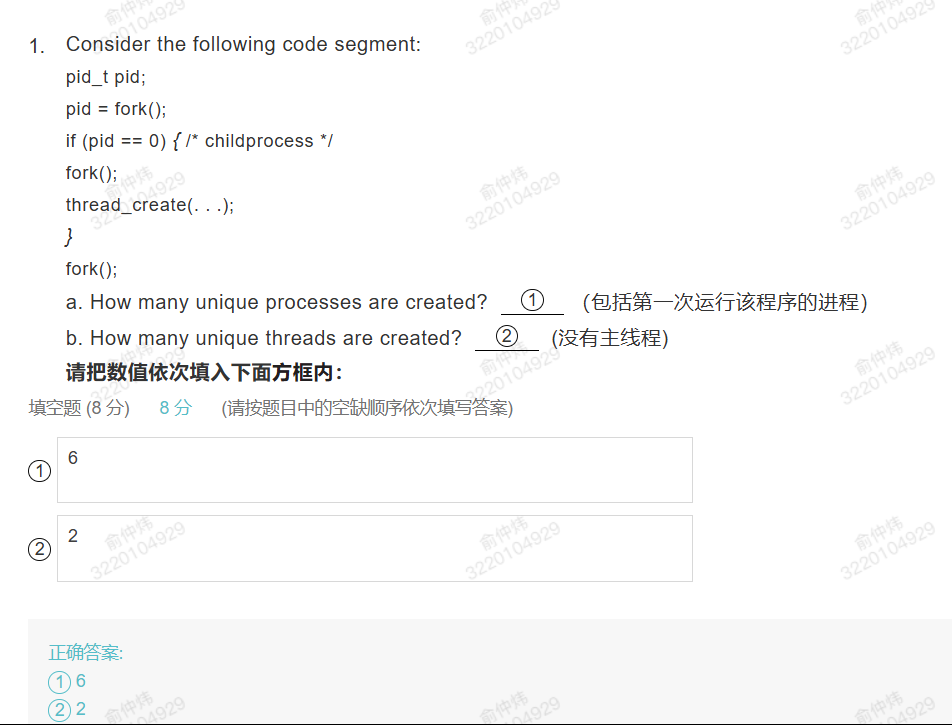 1. Consider the following code segment:
pid_t pid;
pid = fork();
if (pid == 0) { /* childprocess */
fork();
thread_create(. . .);
}
fork();
a. How many unique processes are created? ① (包括第一次运行该程序的进程)
b. How many unique threads are created? ② (没有主线程)
请把数值依次填入下面方框内：
填空题 (8 分) 8 分 (请按题目中的空缺顺序依次填写答案)
① 6
② 2
正确答案:
① 6
② 2
俞仲炜
3220104929